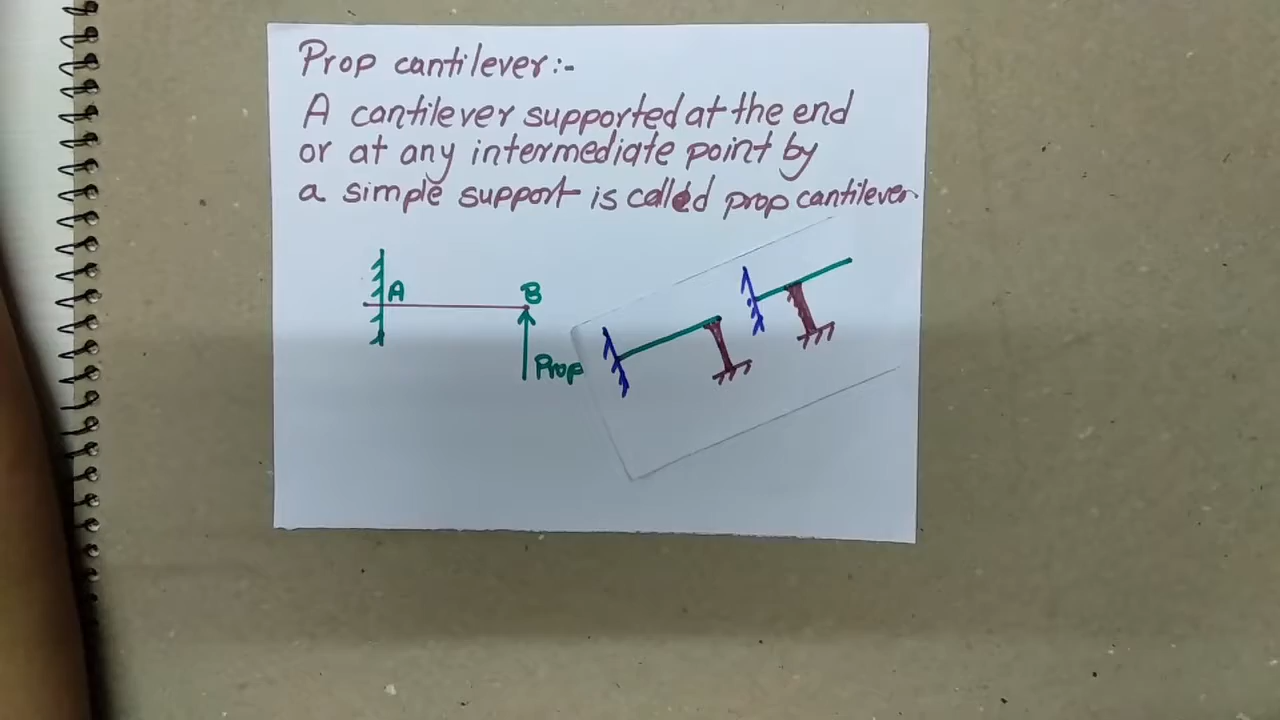 Prop cantilever:-
A cantilever supported at the end
or at any intermediate point by
a simple support is called prop cantilever.
A
B
Prop